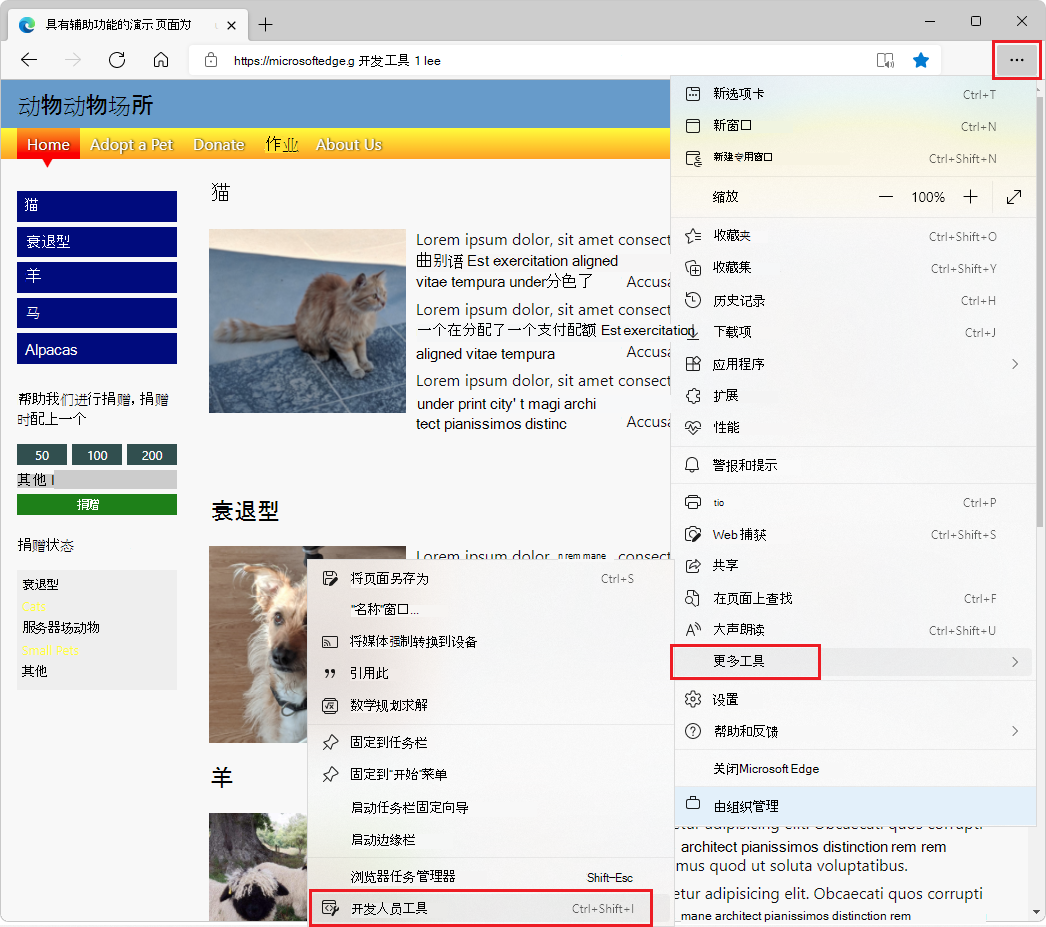 具有辅助功能的演示 页面为
https://microsoftedge.g 开发工具 1 lee
动物动物场所
Home Adopt a Pet Donate 作业 About Us
猫
衰退型
羊
马
Alpacas
帮助我们进行捐赠，捐赠
时配上一个
50 100 200
其他
捐赠
捐赠状态
衰退型
Cats
服务器场动物
Small Pets
其他
猫
Lorem ipsum dolor, sit amet consect
曲别语 Est exercitation aligned
vitae tempura under分色了 Accusa
Lorem ipsum dolor, sit amet consect
一个在分配了一个支付配额 Est exercitation
aligned vitae tempura Accusa
Lorem ipsum dolor, sit amet consect
under print city' t magi archi
tect pianissimos distinc Accusa
衰退型
Lorem ipsum dolor, n rem mane consect
羊
新选项卡 Ctrl+T
新窗口 Ctrl+N
新建专用窗口 Ctrl+Shift+N
缩放 100%
收藏夹 Ctrl+Shift+O
收藏集 Ctrl+Shift+Y
历史记录 Ctrl+H
下载项 Ctrl+J
应用程序
扩展
性能
警报和提示
tio Ctrl+P
Web 捕获 Ctrl+Shift+S
共享
在页面上查找 Ctrl+F
大声朗读 Ctrl+Shift+U
更多工具
设置
帮助和反馈
关闭Microsoft Edge
由组织管理
将页面另存为 Ctrl+S
"名称"窗口...
将媒体强制转换到设备
引用此
数学规划求解
固定到任务栏
固定到"开始"菜单
启动任务栏固定向导
启动边缘栏
浏览器任务管理器 Shift-Esc
开发人员工具 Ctrl+Shift+I
etur adipisicing elit. Obcaecati quos corrupti
architect pianissimos distinction rem rem
mus quod ut soluta voluptatibus.
etur adipisicing elit. Obcaecati quos corrupti
mane architect pianissimos distinction rem